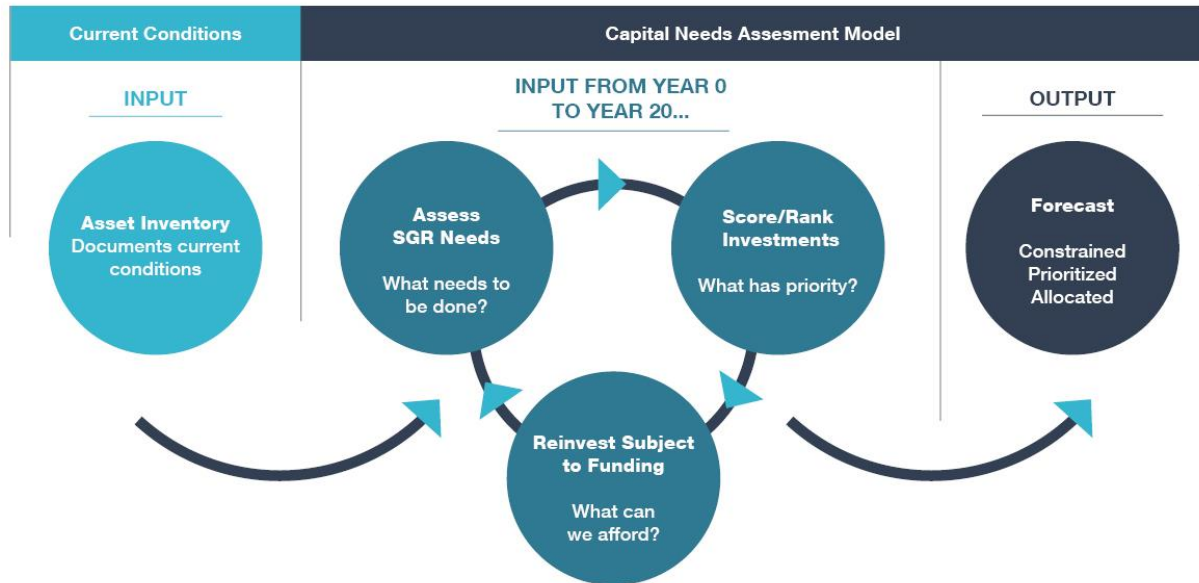 Current Conditions
Capital Needs Assesment Model
INPUT
INPUT FROM YEAR 0
TO YEAR 20...
OUTPUT
Asset Inventory
Documents current
conditions
Assess
SGR Needs
What needs to
be done?
Score/Rank
Investments
What has priority?
Forecast
Constrained
Prioritized
Allocated
Reinvest Subject
to Funding
What can
we afford?